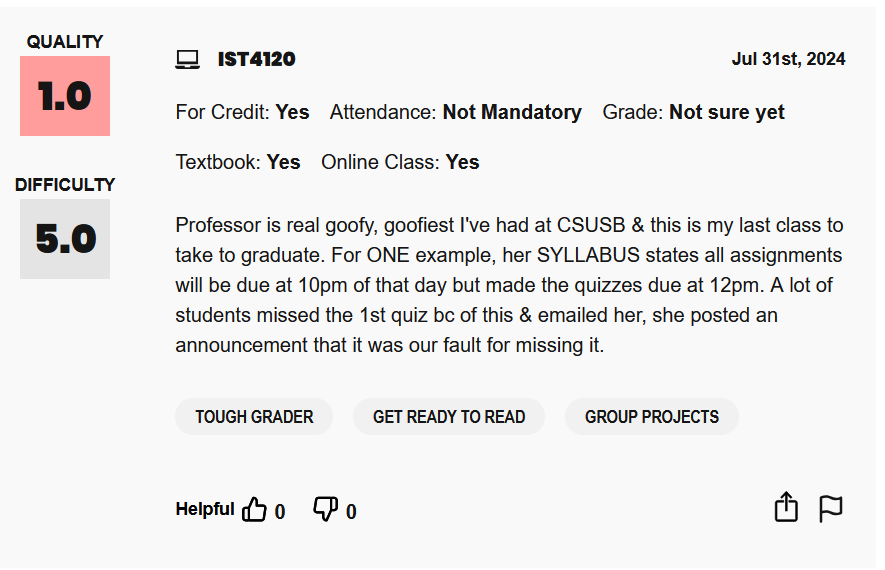 QUALITY
1.0
DIFFICULTY
5.0
IST4120
Jul 31st, 2024
For Credit: Yes Attendance: Not Mandatory Grade: Not sure yet
Textbook: Yes Online Class: Yes
Professor is real goofy, goofiest I've had at CSUSB & this is my last class to
take to graduate. For ONE example, her SYLLABUS states all assignments
will be due at 10pm of that day but made the quizzes due at 12pm. A lot of
students missed the 1st quiz bc of this & emailed her, she posted an
announcement that it was our fault for missing it.
TOUGH GRADER GET READY TO READ GROUP PROJECTS
Helpful 0 0